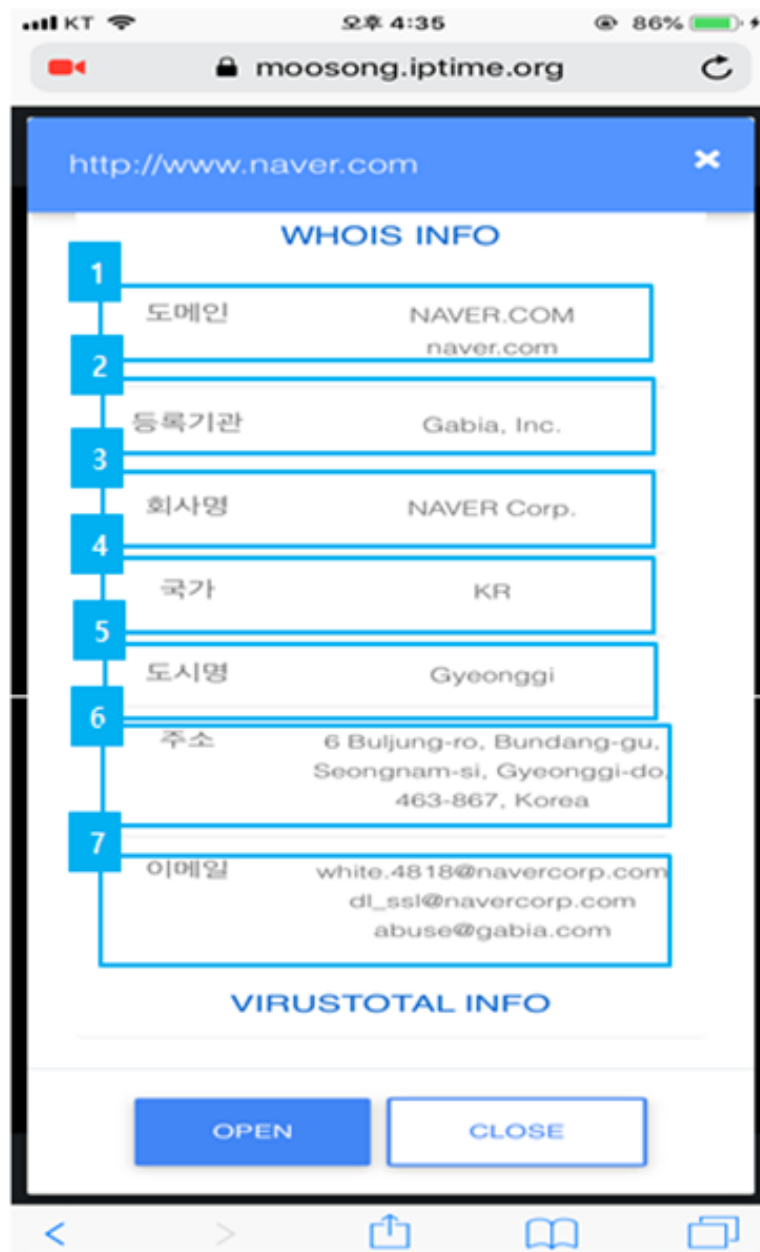 KT 오후 4:35 86%
moosong.iptime.org
http://www.naver.com
WHOIS INFO
1
도메인 NAVER.COM
naver.com
2
등록기관 Gabia, Inc.
3
회사명 NAVER Corp.
4
국가 KR
5
도시명 Gyeonggi
6
주소 6 Buljung-ro, Bundang-gu,
Seongnam-si, Gyeonggi-do,
463-867, Korea
7
이메일 white.4818@navercorp.com
dl_ssl@navercorp.com
abuse@gabia.com
VIRUSTOTAL INFO
OPEN CLOSE